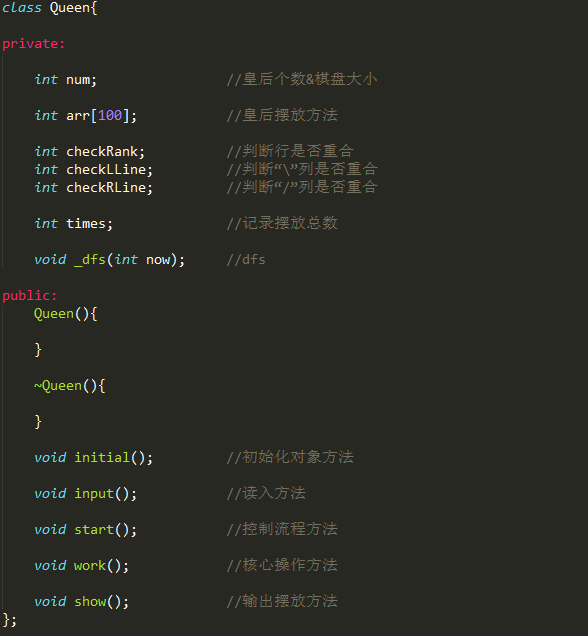 class Queen{
private:
int num; //皇后个数&棋盘大小
int arr[100]; //皇后摆放方法
int checkRank; //判断行是否重合
int checkLLine; //判断“\”列是否重合
int checkRLine; //判断“/”列是否重合
int times; //记录摆放总数
void _dfs(int now); //dfs
public:
Queen(){
}
~Queen(){
}
void initial(); //初始化对象方法
void input(); //读入方法
void start(); //控制流程方法
void work(); //核心操作方法
void show(); //输出摆放方法
};